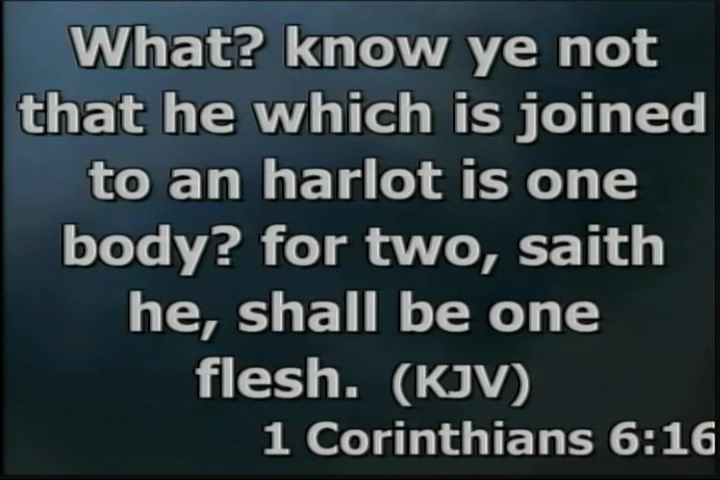 What? know ye not
that he which is joined
to an harlot is one
body? for two, saith
he, shall be one
flesh. (KJV)
1 Corinthians 6:16